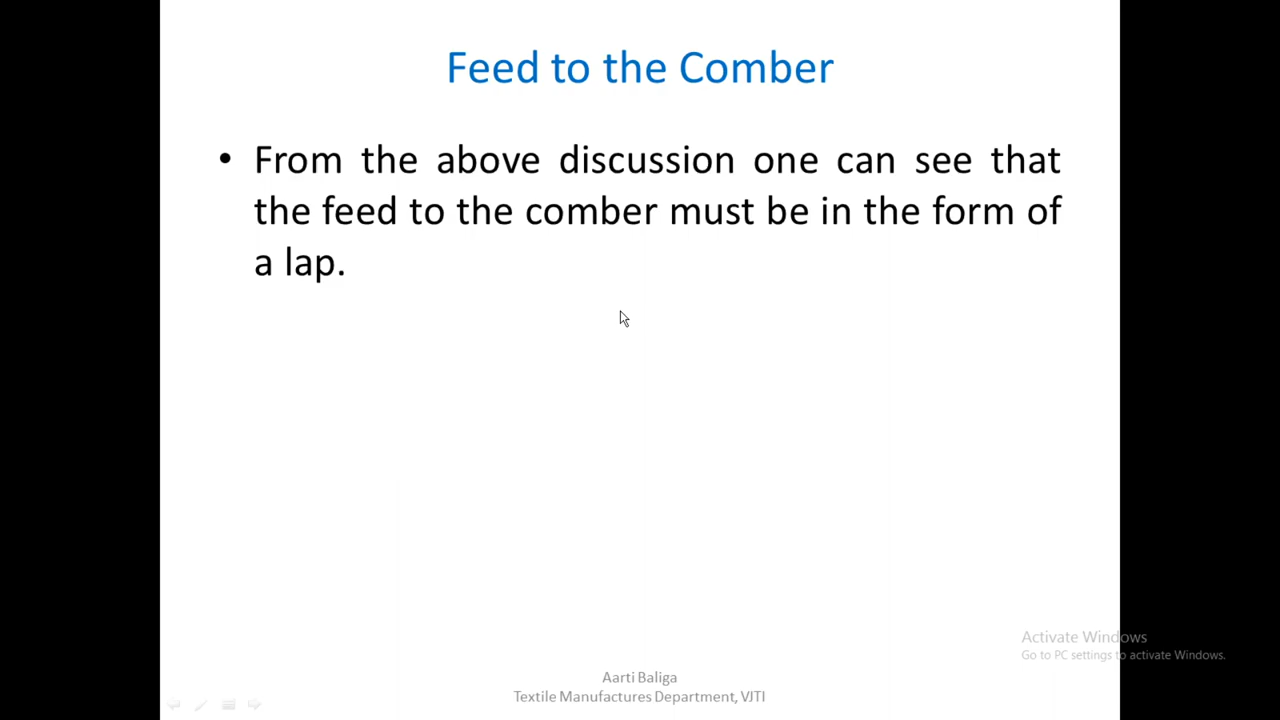 Feed to the Comber
• From the above discussion one can see that
the feed to the comber must be in the form of
a lap.
Activate Windows
Go to PC settings to activate Windows.
Aarti Baliga
Textile Manufactures Department, VJTI